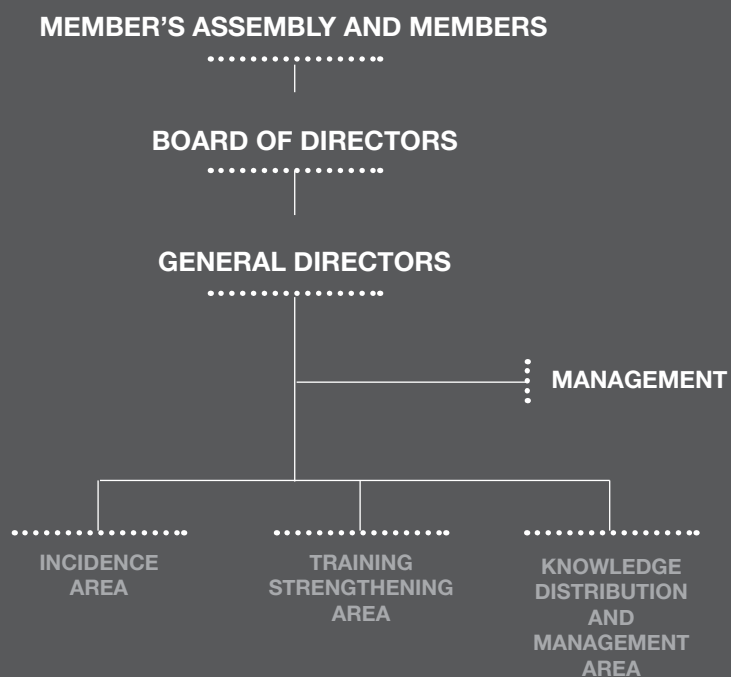 MEMBER'S ASSEMBLY AND MEMBERS
BOARD OF DIRECTORS
GENERAL DIRECTORS
MANAGEMENT
INCIDENCE
AREA
TRAINING
STRENGTHENING
AREA
KNOWLEDGE
DISTRIBUTION
AND
MANAGEMENT
AREA